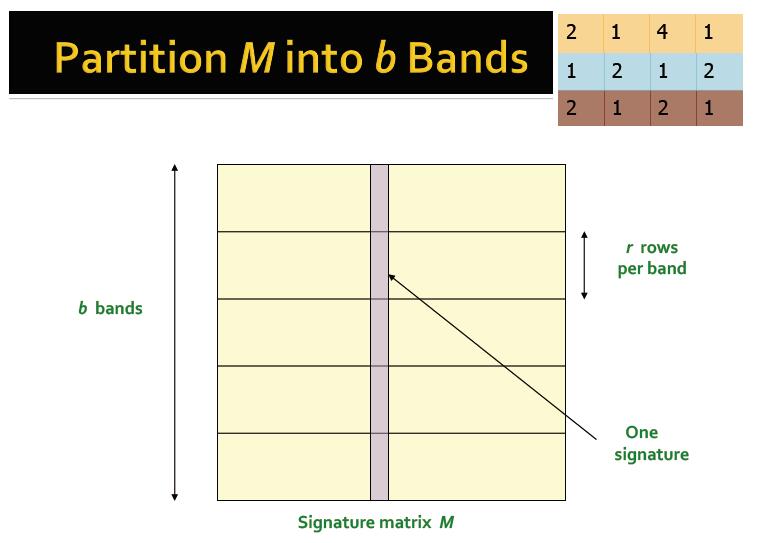 Partition M into b Bands
2 1 4 1
1 2 1 2
2 1 2 1
r rows
per band
b bands
One
signature
Signature matrix M